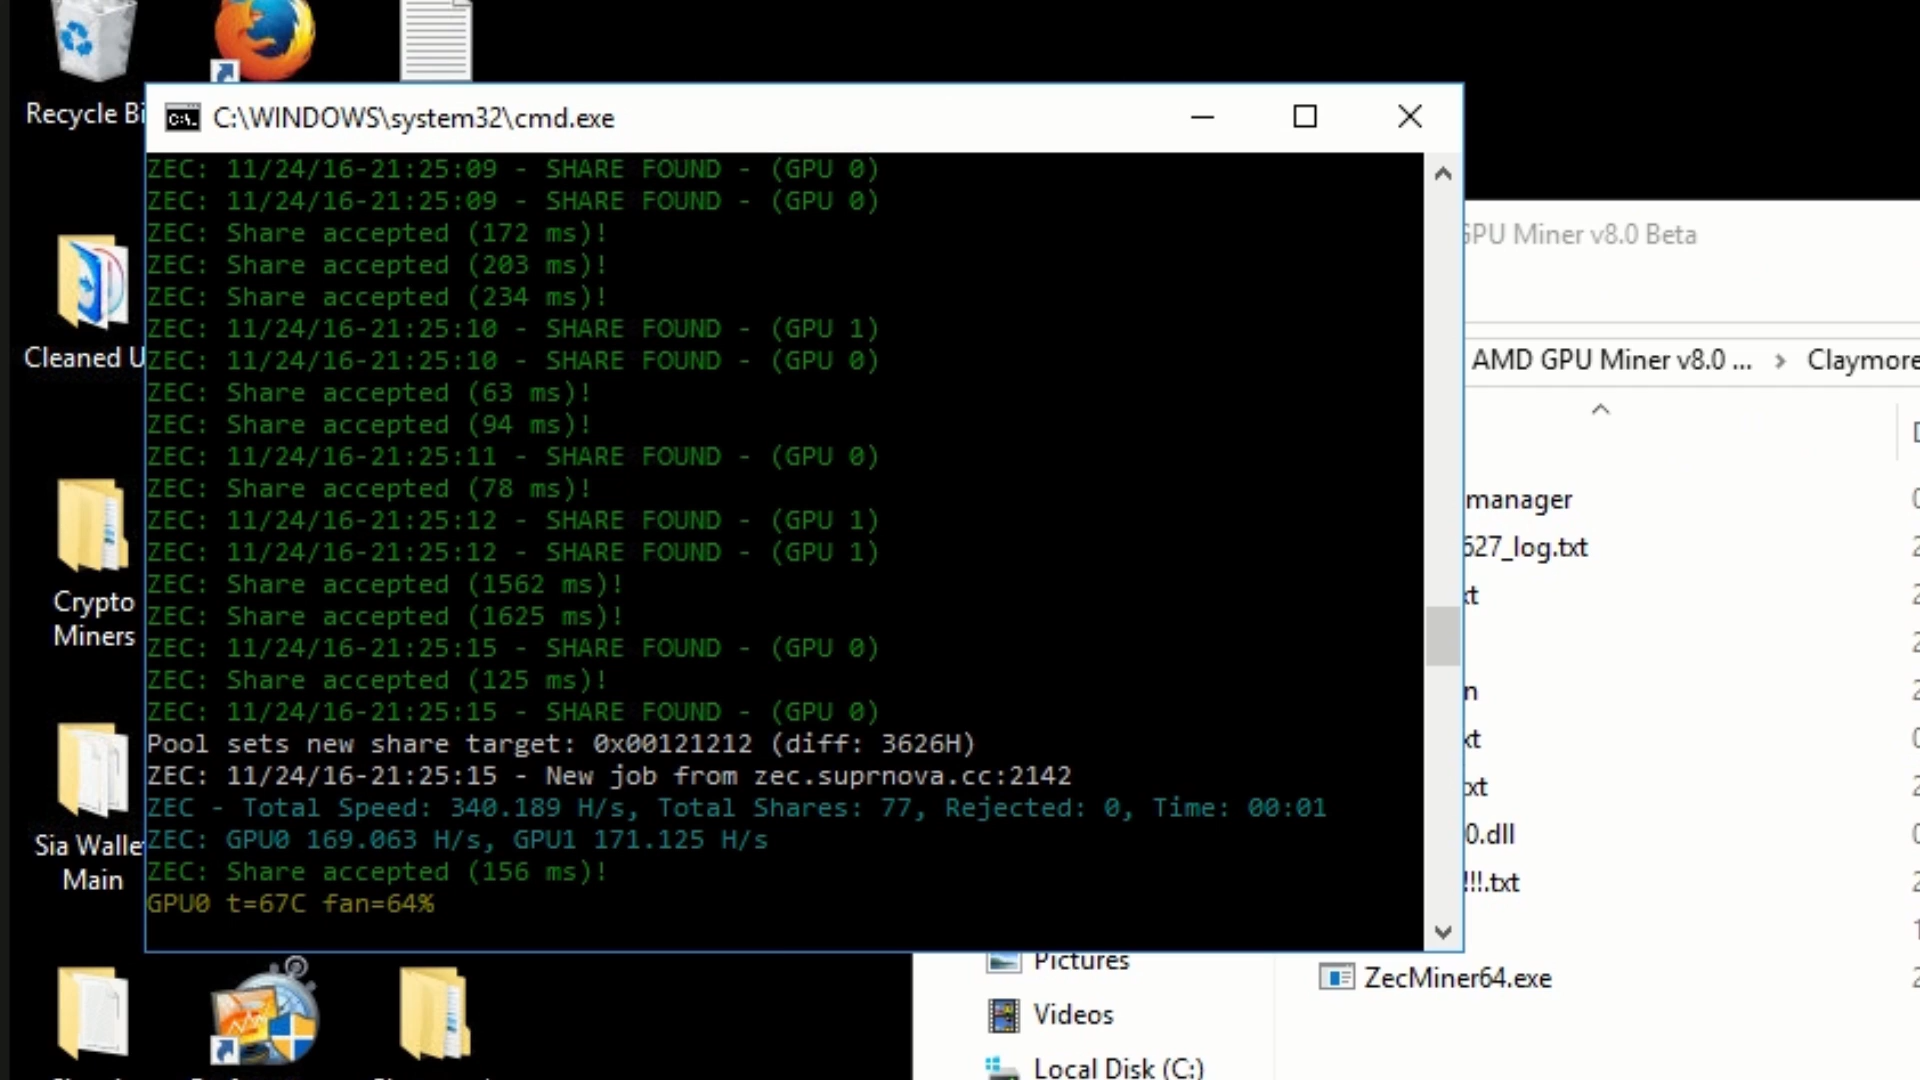 Recycle Bi
C:\WINDOWS\system32\cmd.exe
ZEC: 11/24/16-21:25:09 - SHARE FOUND - (GPU 0)
ZEC: 11/24/16-21:25:09 - SHARE FOUND - (GPU 0)
ZEC: Share accepted (172 ms)!
ZEC: Share accepted (203 ms)!
ZEC: Share accepted (234 ms)!
ZEC: 11/24/16-21:25:10 - SHARE FOUND - (GPU 1)
ZEC: 11/24/16-21:25:10 - SHARE FOUND - (GPU 0)
ZEC: Share accepted (63 ms)!
ZEC: Share accepted (94 ms)!
ZEC: 11/24/16-21:25:11 - SHARE FOUND - (GPU 0)
ZEC: Share accepted (78 ms)!
ZEC: 11/24/16-21:25:12 - SHARE FOUND - (GPU 1)
ZEC: 11/24/16-21:25:12 - SHARE FOUND - (GPU 1)
ZEC: Share accepted (1562 ms)!
ZEC: Share accepted (1625 ms)!
ZEC: 11/24/16-21:25:15 - SHARE FOUND - (GPU 0)
ZEC: Share accepted (125 ms)!
ZEC: 11/24/16-21:25:15 - SHARE FOUND - (GPU 0)
Pool sets new share target: 0x00121212 (diff: 3626H)
ZEC: 11/24/16-21:25:15 - New job from zec.suprnova.cc:2142
ZEC - Total Speed: 340.189 H/s, Total Shares: 77, Rejected: 0, Time: 00:01
ZEC: GPU0 169.063 H/s, GPU1 171.125 H/s
ZEC: Share accepted (156 ms)!
GPU0 t=67C fan=64%
Cleaned U
Crypto
Miners
Sia Walle
Main
GPU Miner v8.0 Beta
AMD GPU Miner v8.0 ... > Claymore
manager
627_log.txt
xt
n
xt
xt
0.dll
!!!.txt
ZecMiner64.exe
Pictures
Videos
Local Disk (C:)